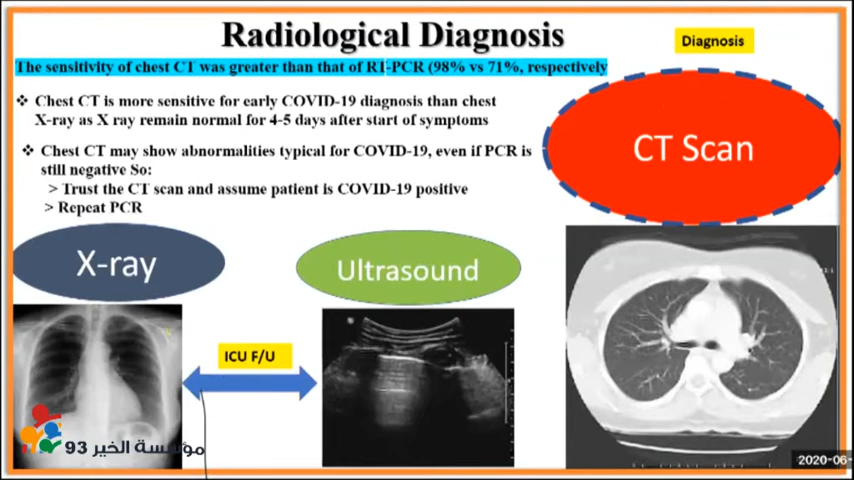 Radiological Diagnosis
Diagnosis
The sensitivity of chest CT was greater than that of RT-PCR (98% vs 71%, respectively
❖ Chest CT is more sensitive for early COVID-19 diagnosis than chest
X-ray as X ray remain normal for 4-5 days after start of symptoms
❖ Chest CT may show abnormalities typical for COVID-19, even if PCR is
still negative So:
> Trust the CT scan and assume patient is COVID-19 positive
> Repeat PCR
CT Scan
X-ray
Ultrasound
ICU F/U
مؤسسة الخير 93
2020-06-